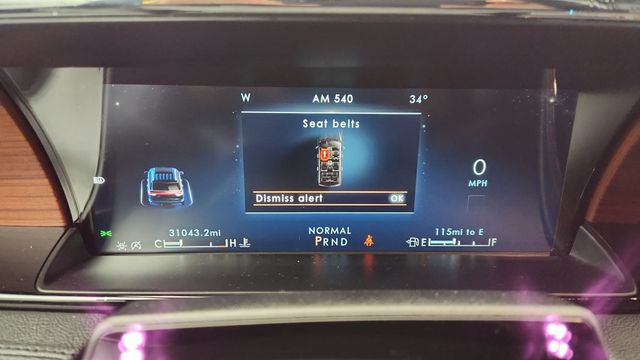 W AM 540 34°
Seat belts
Dismiss alert OK
0
MPH
31043.2mi NORMAL 115mi to E
C H PRND E F